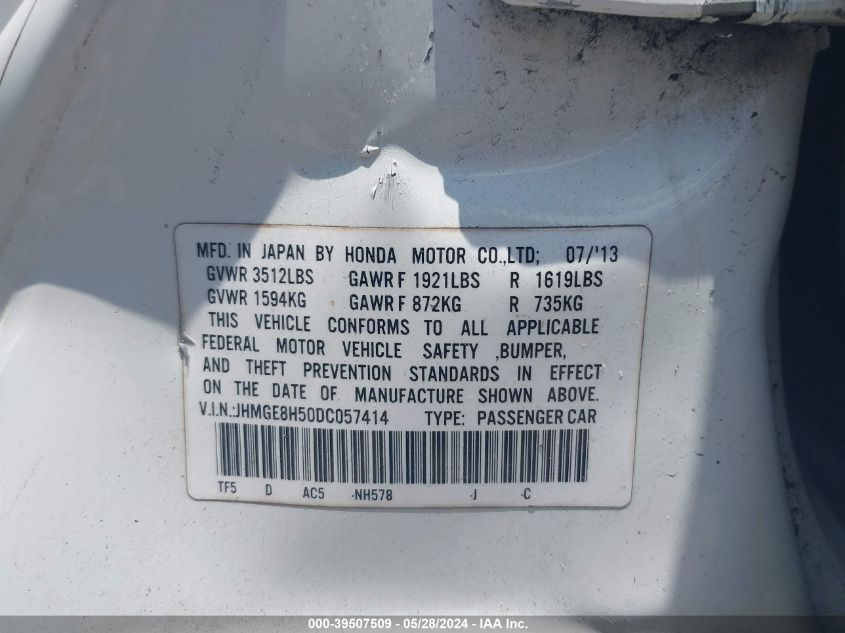 MFD. IN JAPAN BY HONDA MOTOR CO.,LTD; 07/'13
GVWR 3512LBS GAWR F 1921LBS R 1619LBS
GVWR 1594KG GAWR F 872KG R 735KG
THIS VEHICLE CONFORMS TO ALL APPLICABLE
FEDERAL MOTOR VEHICLE SAFETY ,BUMPER,
AND THEFT PREVENTION STANDARDS IN EFFECT
ON THE DATE OF MANUFACTURE SHOWN ABOVE.
V.I.N.:JHMGE8H50DC057414 TYPE: PASSENGER CAR
TF5 D AC5 -NH578 -J -C
000-39507509 - 05/28/2024 - IAA Inc.